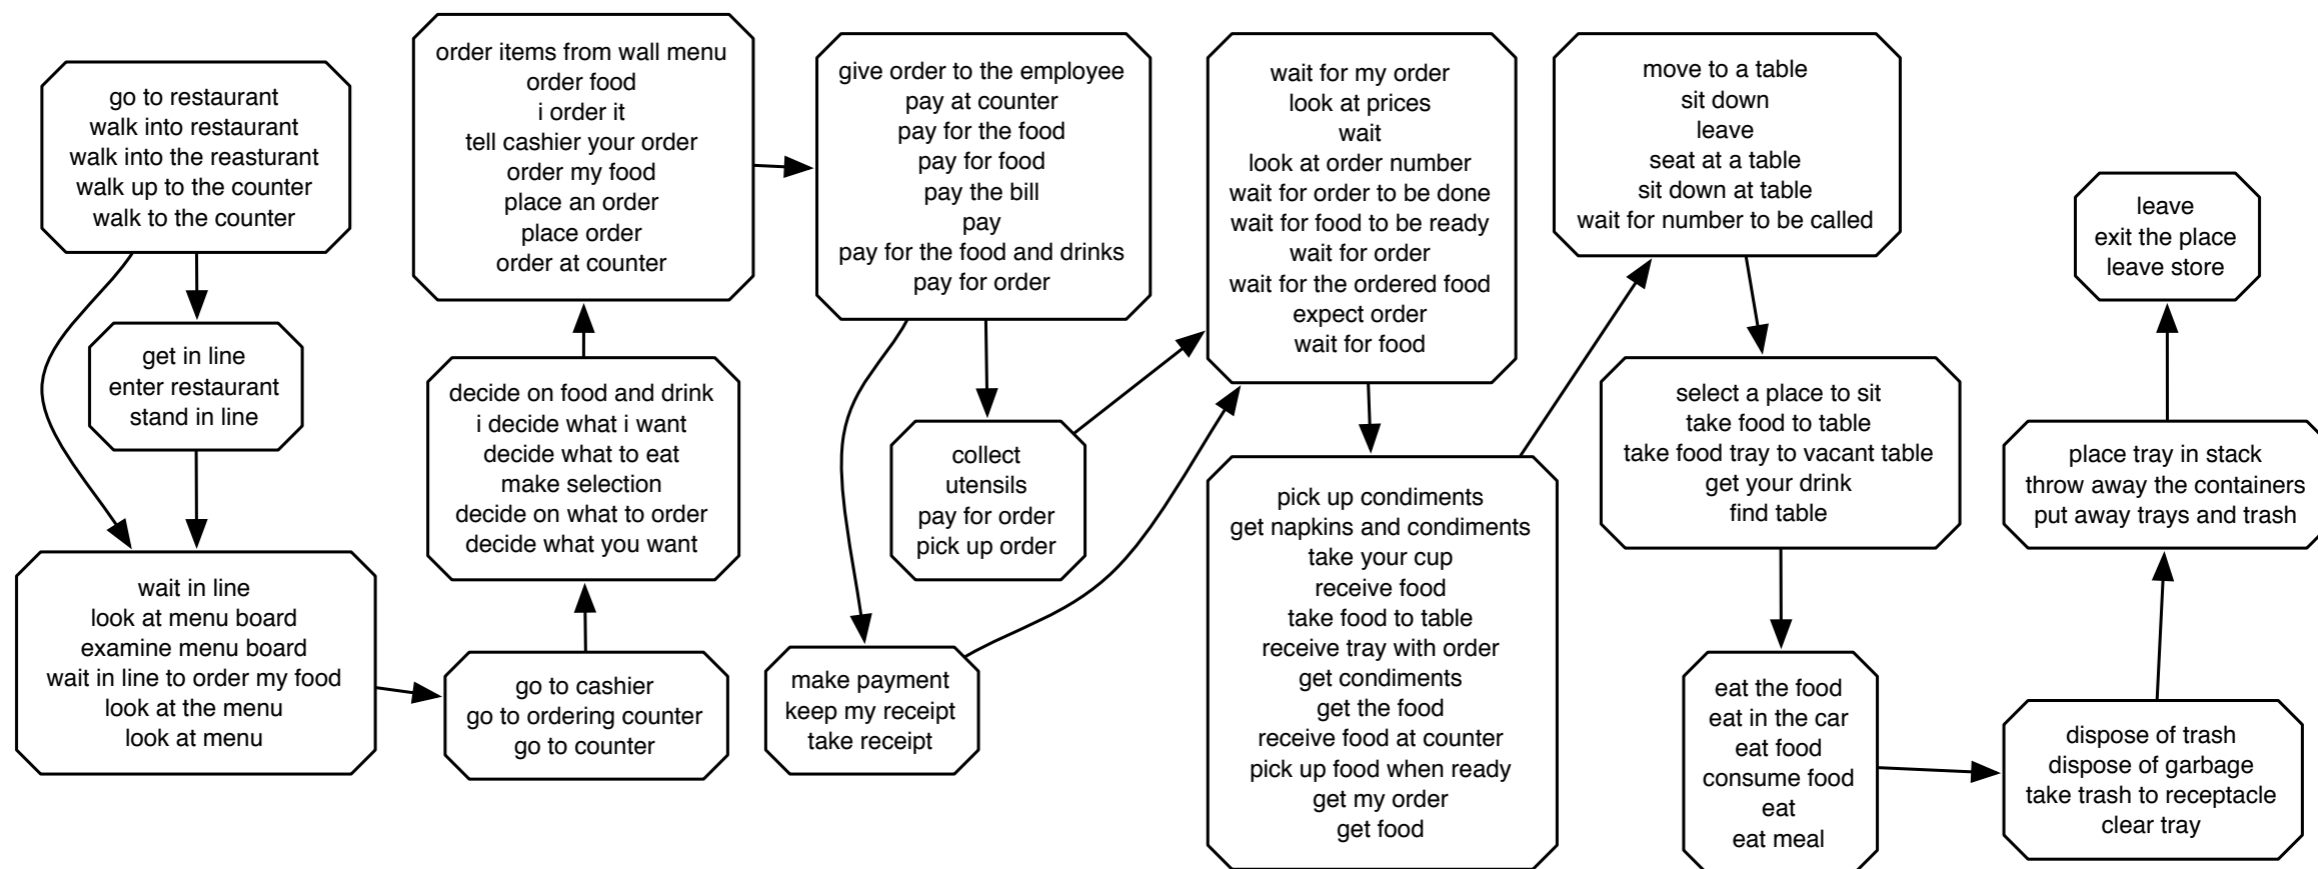 go to restaurant
walk into restaurant
walk into the reasturant
walk up to the counter
walk to the counter
get in line
enter restaurant
stand in line
wait in line
look at menu board
examine menu board
wait in line to order my food
look at the menu
look at menu
go to cashier
go to ordering counter
go to counter
decide on food and drink
i decide what i want
decide what to eat
make selection
decide on what to order
decide what you want
order items from wall menu
order food
i order it
tell cashier your order
order my food
place an order
place order
order at counter
give order to the employee
pay at counter
pay for the food
pay for food
pay the bill
pay
pay for the food and drinks
pay for order
collect
utensils
pay for order
pick up order
make payment
keep my receipt
take receipt
wait for my order
look at prices
wait
look at order number
wait for order to be done
wait for food to be ready
wait for order
wait for the ordered food
expect order
wait for food
pick up condiments
get napkins and condiments
take your cup
receive food
take food to table
receive tray with order
get condiments
get the food
receive food at counter
pick up food when ready
get my order
get food
move to a table
sit down
leave
seat at a table
sit down at table
wait for number to be called
select a place to sit
take food to table
take food tray to vacant table
get your drink
find table
eat the food
eat in the car
eat food
consume food
eat
eat meal
dispose of trash
dispose of garbage
take trash to receptacle
clear tray
place tray in stack
throw away the containers
put away trays and trash
leave
exit the place
leave store